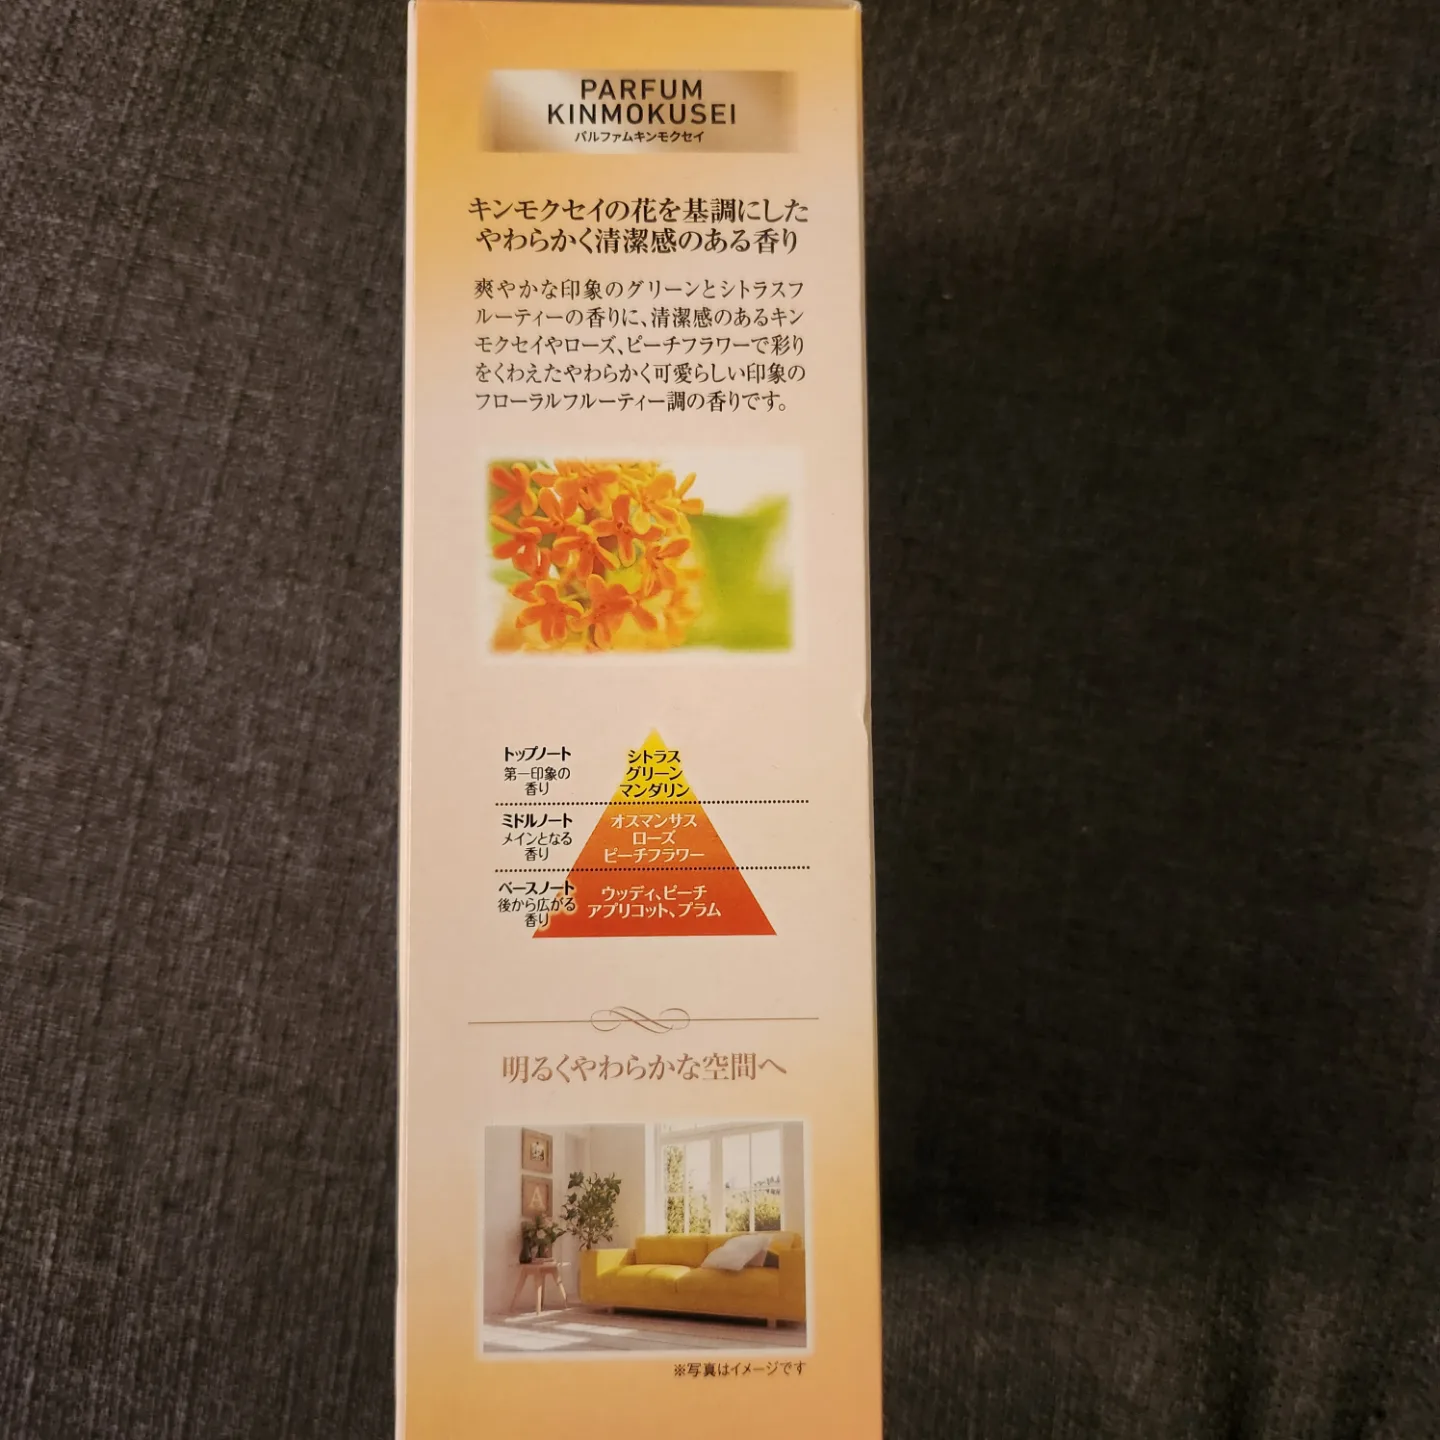 PARFUM
KINMOKUSEI
パルファムキンモクセイ
キンモクセイの花を基調にした
やわらかく清潔感のある香り
爽やかな印象のグリーンとシトラスフ
ルーティーの香りに、清潔感のあるキン
モクセイやローズ、ピーチフラワーで彩り
をくわえたやわらかく可愛らしい印象の
フローラルフルーティー調の香りです。
トップノート
第一印象の
香り
シトラス
グリーン
マンダリン
ミドルノート
メインとなる
香り
オスマンサス
ローズ
ピーチフラワー
ベースノート
後から広がる
香り
ウッディ、ピーチ
アプリコット、プラム
明るくやわらかな空間へ
A
※写真はイメージです